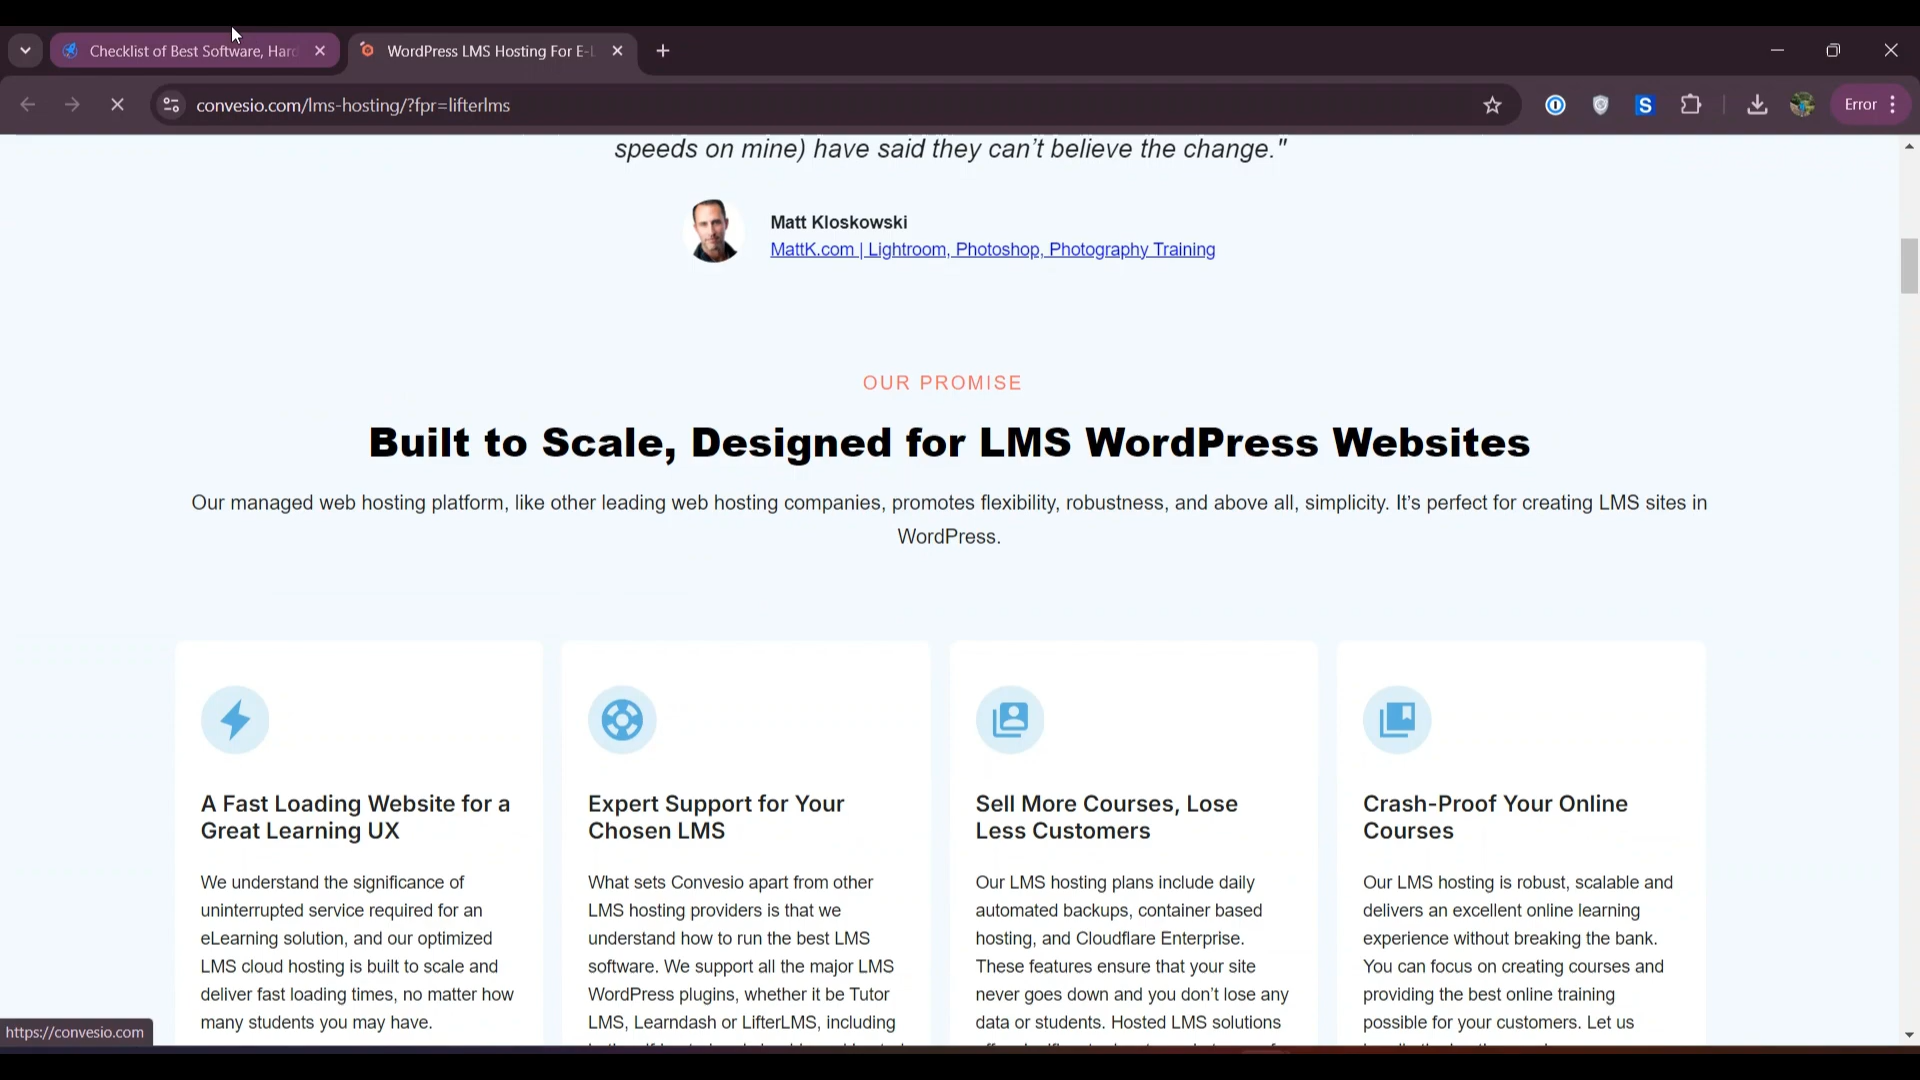 Checklist of Best Software, Hard
WordPress LMS Hosting For E-L
convesio.com/lms-hosting/?fpr=lifterlms
S
Error
speeds on mine) have said they can't believe the change."
Matt Kloskowski
MattK.com | Lightroom, Photoshop, Photography Training
OUR PROMISE
Built to Scale, Designed for LMS WordPress Websites
Our managed web hosting platform, like other leading web hosting companies, promotes flexibility, robustness, and above all, simplicity. It's perfect for creating LMS sites in
WordPress.
A Fast Loading Website for a
Great Learning UX
We understand the significance of
uninterrupted service required for an
eLearning solution, and our optimized
LMS cloud hosting is built to scale and
deliver fast loading times, no matter how
many students you may have.
Expert Support for Your
Chosen LMS
What sets Convesio apart from other
LMS hosting providers is that we
understand how to run the best LMS
software. We support all the major LMS
WordPress plugins, whether it be Tutor
LMS, Learndash or LifterLMS, including
Sell More Courses, Lose
Less Customers
Our LMS hosting plans include daily
automated backups, container based
hosting, and Cloudflare Enterprise.
These features ensure that your site
never goes down and you don't lose any
data or students. Hosted LMS solutions
Crash-Proof Your Online
Courses
Our LMS hosting is robust, scalable and
delivers an excellent online learning
experience without breaking the bank.
You can focus on creating courses and
providing the best online training
possible for your customers. Let us
https://convesio.com